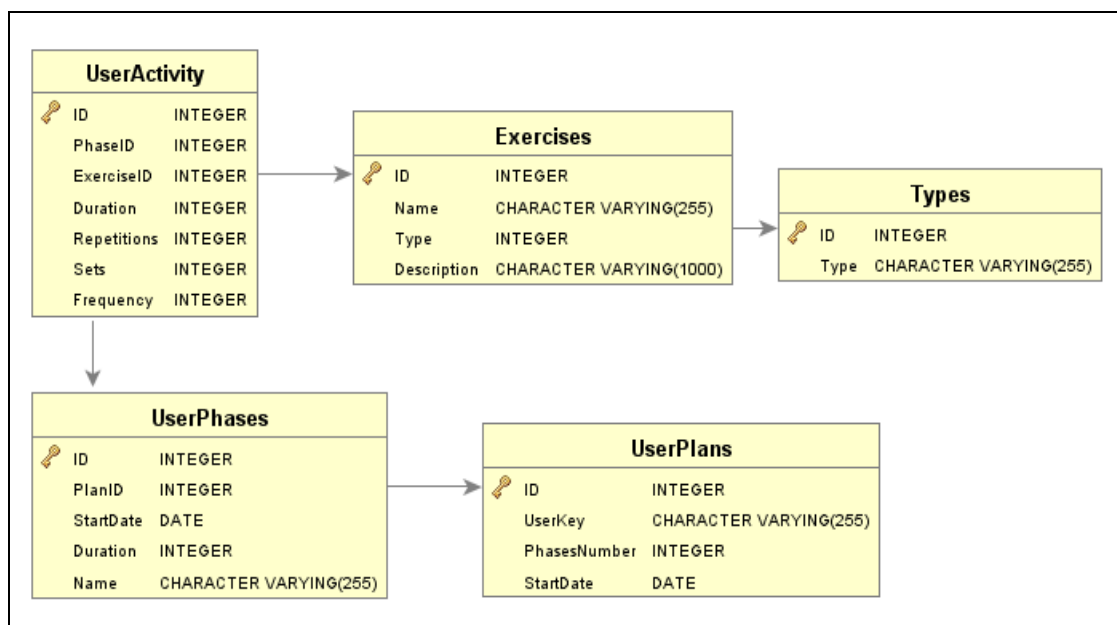 UserActivity
ID INTEGER
PhaseID INTEGER
ExerciseID INTEGER
Duration INTEGER
Repetitions INTEGER
Sets INTEGER
Frequency INTEGER
Exercises
ID INTEGER
Name CHARACTER VARYING(255)
Type INTEGER
Description CHARACTER VARYING(1000)
Types
ID INTEGER
Type CHARACTER VARYING(255)
UserPhases
ID INTEGER
PlanID INTEGER
StartDate DATE
Duration INTEGER
Name CHARACTER VARYING(255)
UserPlans
ID INTEGER
UserKey CHARACTER VARYING(255)
PhasesNumber INTEGER
StartDate DATE